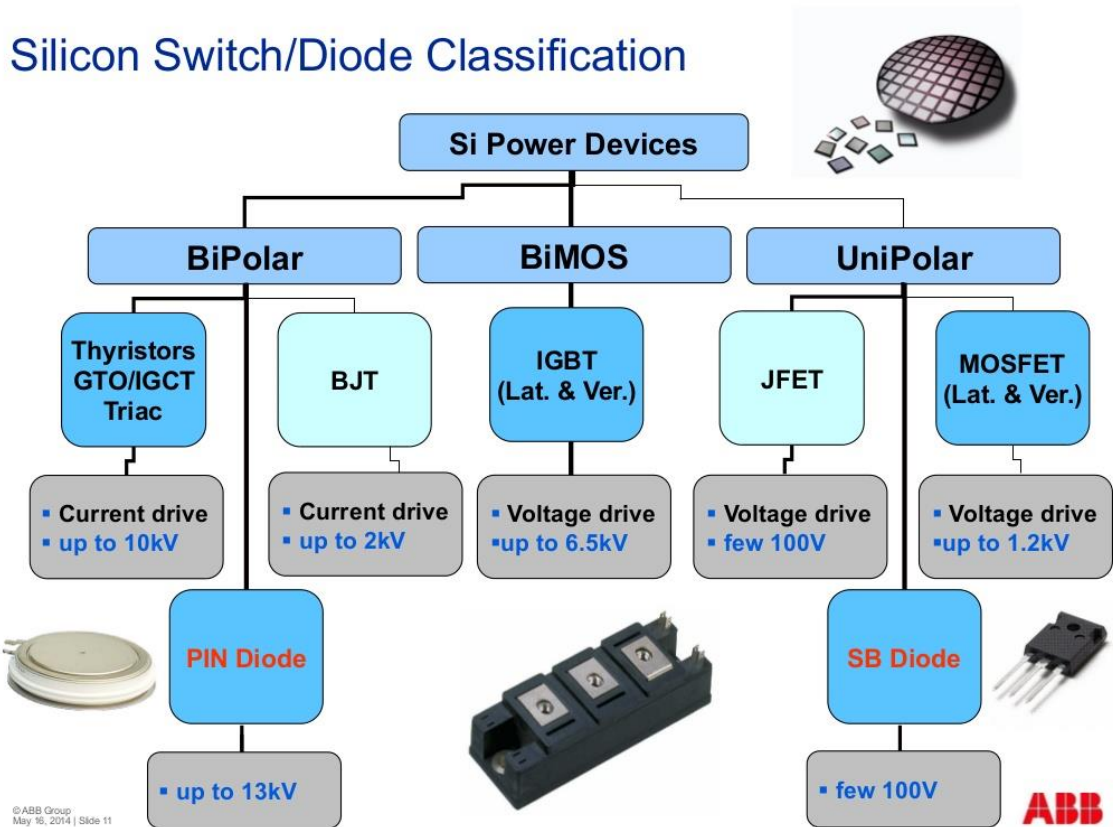 Silicon Switch/Diode Classification
Si Power Devices
BiPolar
BiMOS
UniPolar
Thyristors
GTO/IGCT
Triac
BJT
IGBT
(Lat. & Ver.)
JFET
MOSFET
(Lat. & Ver.)
▪ Current drive
▪ up to 10kV
▪ Current drive
▪ up to 2kV
▪ Voltage drive
▪up to 6.5kV
▪ Voltage drive
▪ few 100V
▪ Voltage drive
▪up to 1.2kV
PIN Diode
SB Diode
▪ up to 13kV
▪ few 100V
© ABB Group
May 16, 2014 | Slide 11
ABB